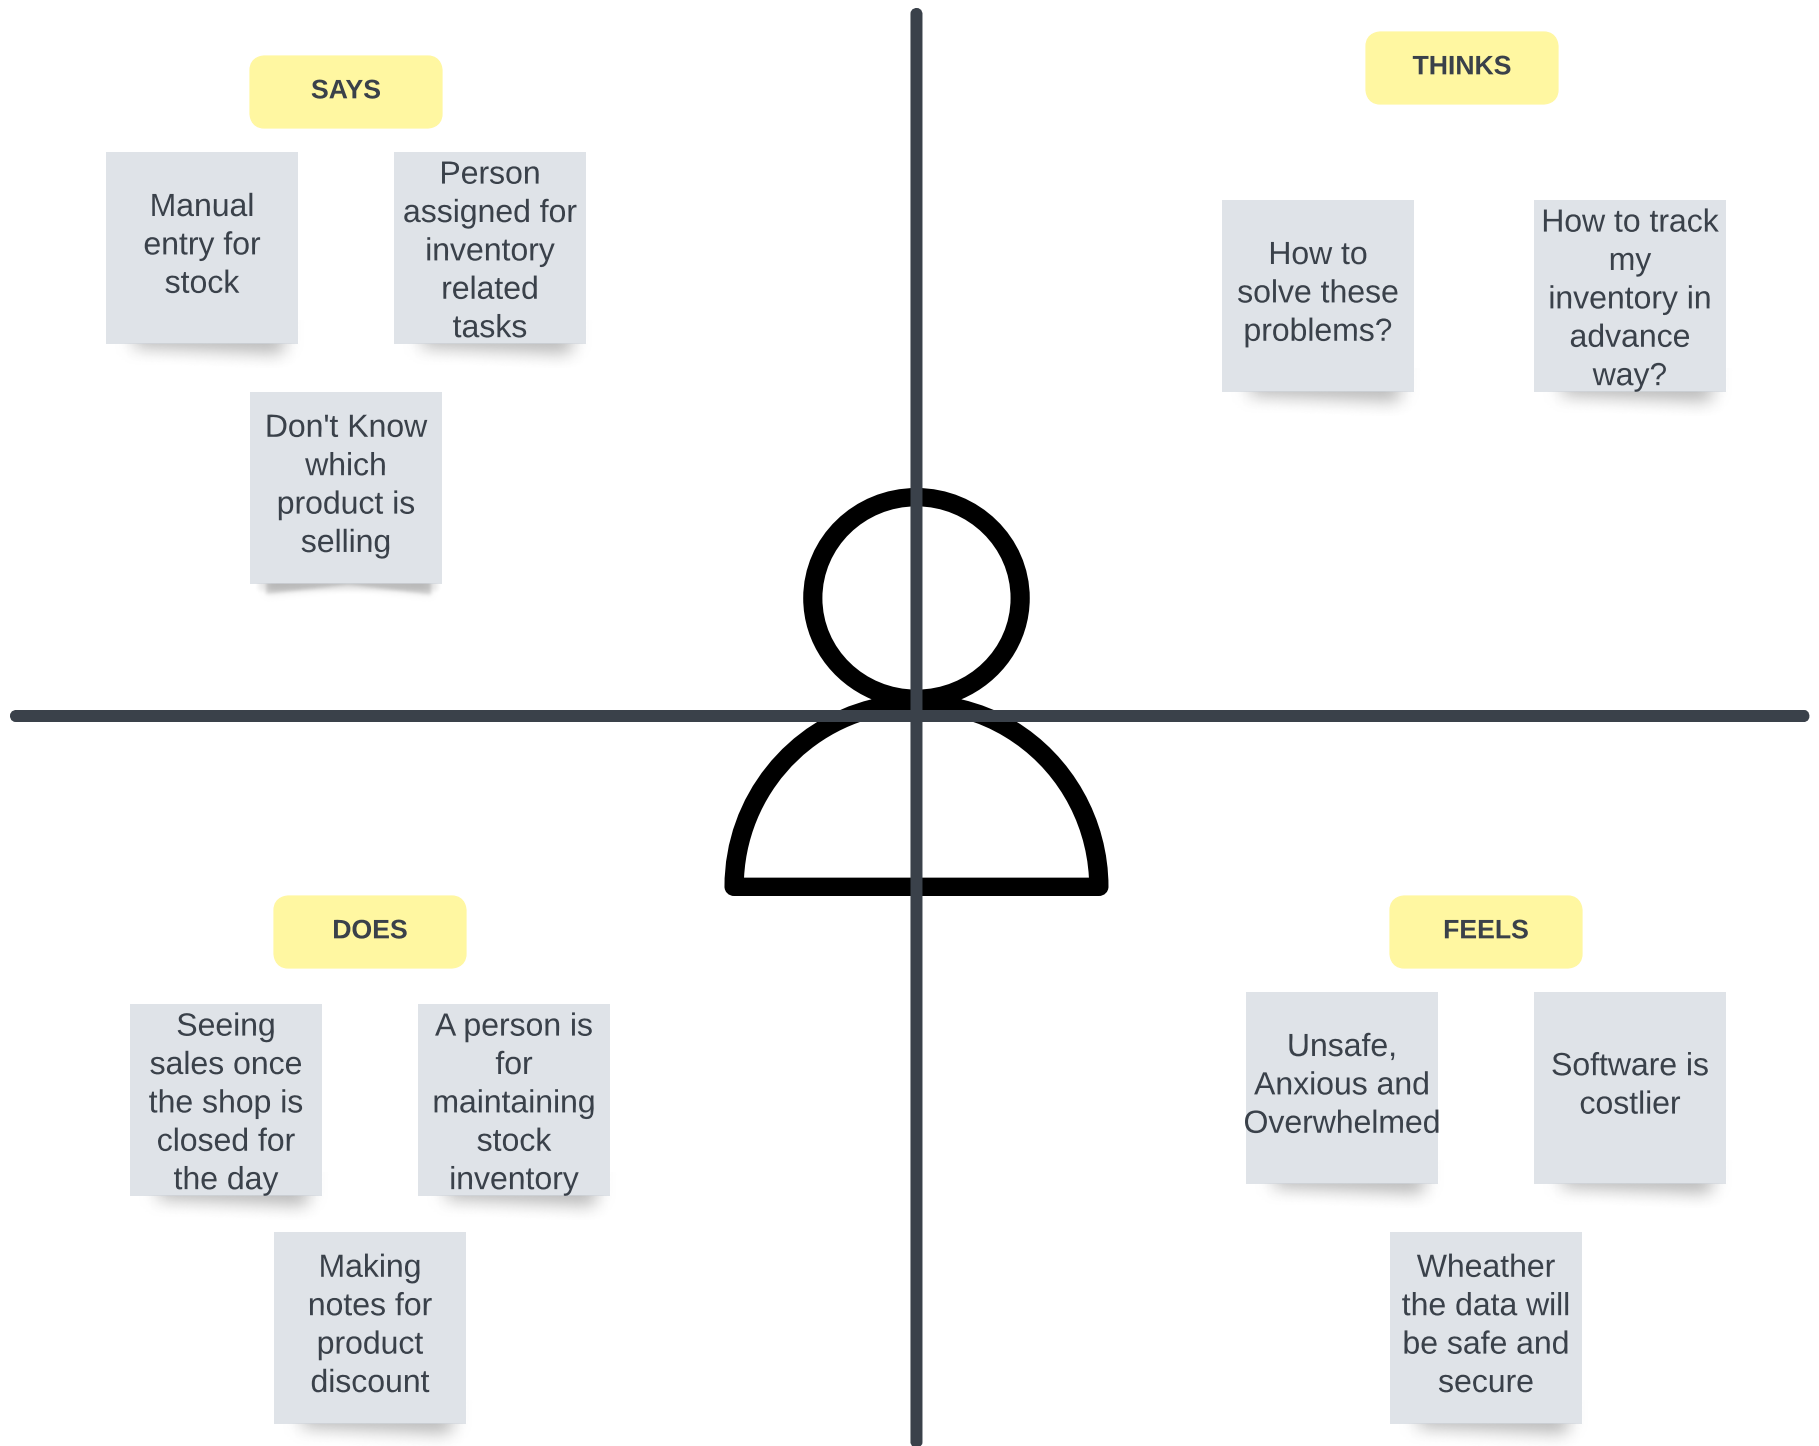 SAYS
Manual
entry for
stock
Person
assigned for
inventory
related
tasks
Don't Know
which
product is
selling
THINKS
How to
solve these
problems?
How to track
my
inventory in
advance
way?
DOES
Seeing
sales once
the shop is
closed for
the day
A person is
for
maintaining
stock
inventory
Making
notes for
product
discount
FEELS
Unsafe,
Anxious and
Overwhelmed
Software is
costlier
Wheather
the data will
be safe and
secure